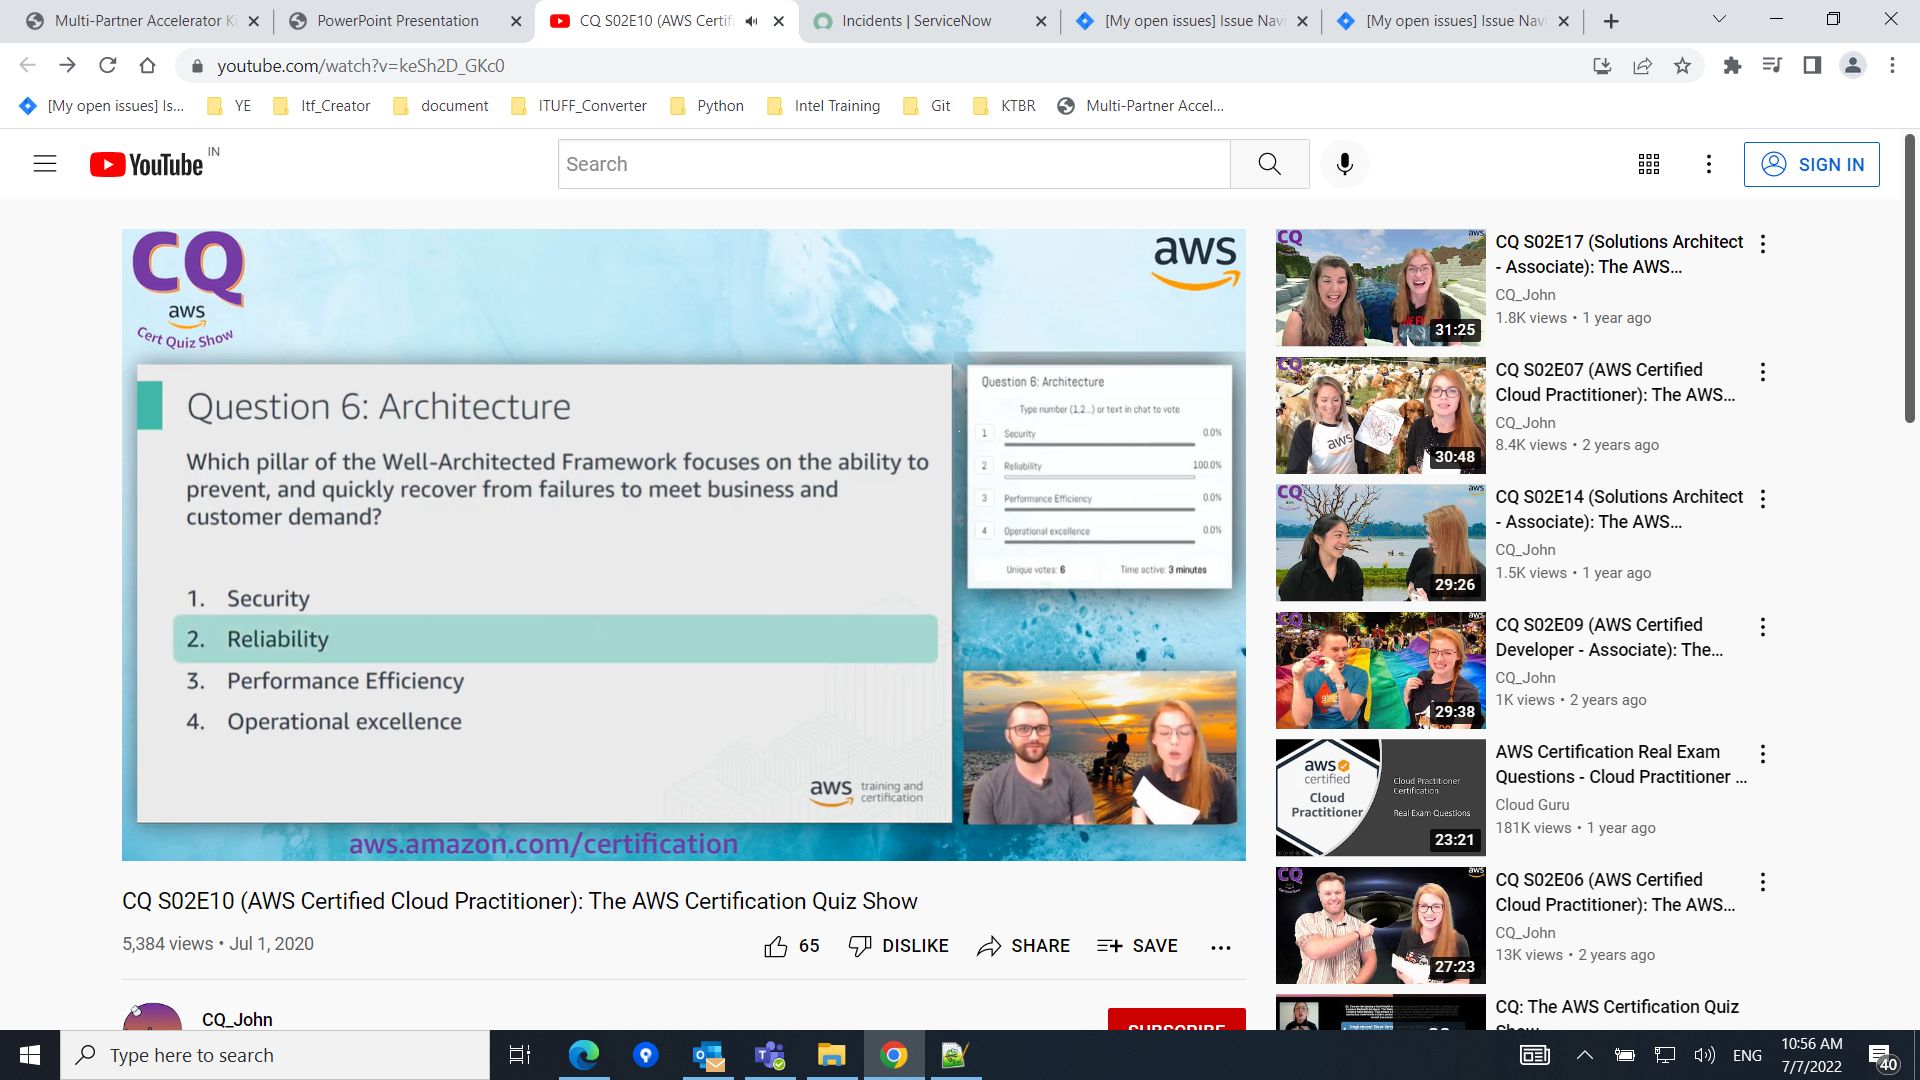 Multi-Partner Accelerator K
PowerPoint Presentation
CQ S02E10 (AWS Certifi
Incidents | ServiceNow
[My open issues] Issue Navi
[My open issues] Issue Navi
youtube.com/watch?v=keSh2D_GKc0
[My open issues] Is...
YE
Itf_Creator
document
ITUFF_Converter
Python
Intel Training
Git
KTBR
Multi-Partner Accel...
YouTube IN
Search
SIGN IN
CQ
aws
Cert Quiz Show
aws
Question 6: Architecture
Which pillar of the Well-Architected Framework focuses on the ability to
prevent, and quickly recover from failures to meet business and
customer demand?
1. Security
2. Reliability
3. Performance Efficiency
4. Operational excellence
aws training and
certification
aws.amazon.com/certification
Question 6: Architecture
Type number (1,2...) or text in chat to vote
1 Security 0.0%
2 Reliability 100.0%
3 Performance Efficiency 0.0%
4 Operational excellence 0.0%
Unique votes: 6 Time active: 3 minutes
CQ S02E10 (AWS Certified Cloud Practitioner): The AWS Certification Quiz Show
5,384 views • Jul 1, 2020
65
DISLIKE
SHARE
SAVE
CQ_John
SUBSCRIBE
CQ
aws
31:25
CQ S02E17 (Solutions Architect
- Associate): The AWS...
CQ_John
1.8K views • 1 year ago
CQ
aws
30:48
CQ S02E07 (AWS Certified
Cloud Practitioner): The AWS...
CQ_John
8.4K views • 2 years ago
CQ
aws
29:26
CQ S02E14 (Solutions Architect
- Associate): The AWS...
CQ_John
1.5K views • 1 year ago
CQ
aws
29:38
CQ S02E09 (AWS Certified
Developer - Associate): The...
CQ_John
1K views • 2 years ago
aws
certified
Cloud
Practitioner
Cloud Practitioner
Certification
Real Exam Questions
23:21
AWS Certification Real Exam
Questions - Cloud Practitioner ...
Cloud Guru
181K views • 1 year ago
CQ
aws
27:23
CQ S02E06 (AWS Certified
Cloud Practitioner): The AWS...
CQ_John
13K views • 2 years ago
CQ: The AWS Certification Quiz
Show
Type here to search
ENG
10:56 AM
7/7/2022
40